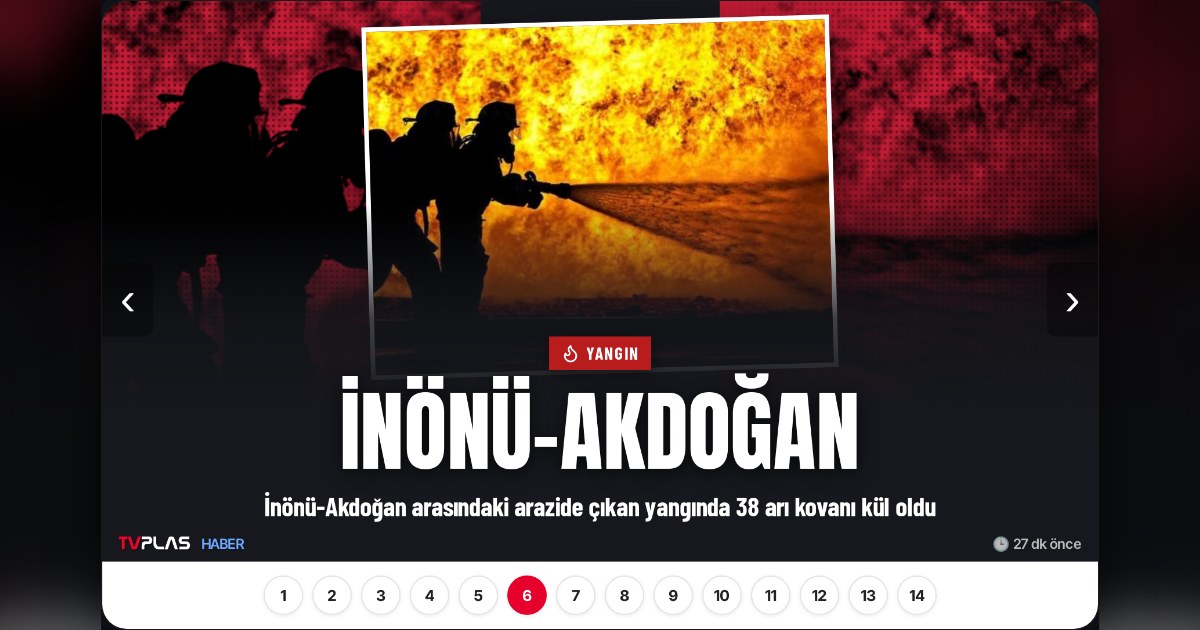 YANGIN
İNÖNÜ-AKDOĞAN
İnönü-Akdoğan arasındaki arazide çıkan yangında 38 arı kovanı kül oldu
TVPLAS HABER
27 dk önce
1 2 3 4 5 6 7 8 9 10 11 12 13 14